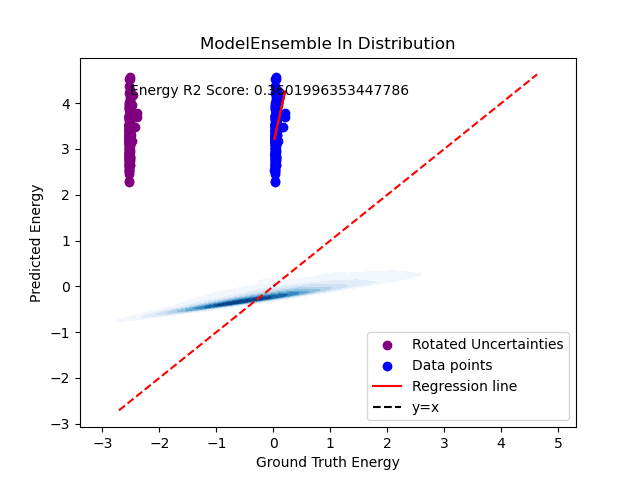 ModelEnsemble In Distribution
Energy R2 Score: 0.3601996353447786
Predicted Energy
4
3
2
1
0
−1
−2
−3
−3
−2
−1
0
1
2
3
4
5
Ground Truth Energy
Rotated Uncertainties
Data points
Regression line
y=x